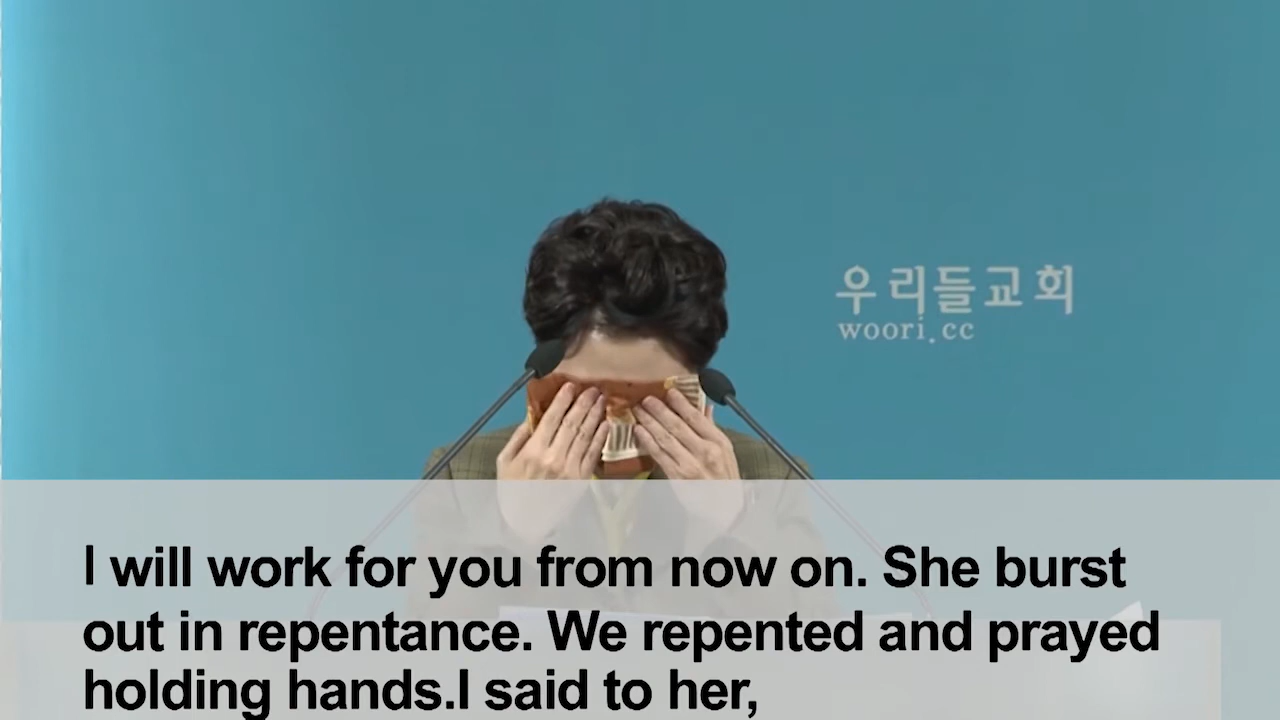 우리들교회
woori.cc
I will work for you from now on. She burst
out in repentance. We repented and prayed
holding hands.I said to her,